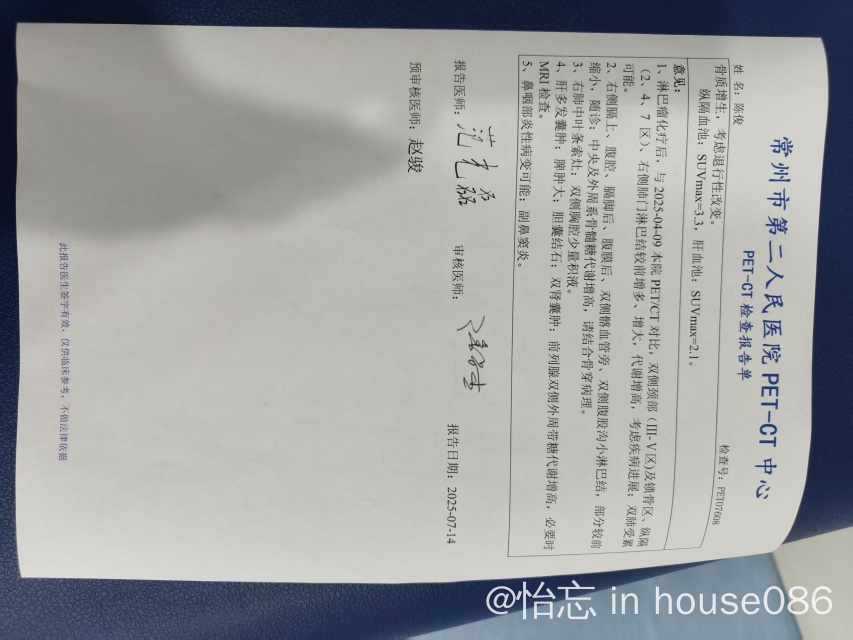 常州市第二人民医院 PET-CT 中心
PET-CT 检查报告单
姓 名：陈俊 检查号：PET07608
骨质增生，考虑退行性改变。
纵隔血池：SUVmax=3.3，肝血池：SUVmax=2.1。
意见：
1、淋巴瘤化疗后，与 2025-04-09 本院 PET/CT 对比，双侧颈部（III-V 区)及锁骨区、纵隔
（2、4、7 区）、右侧肺门淋巴结较前增多、增大，代谢增高，考虑疾病进展；双肺受累
可能。
2、右侧膈上、腹腔、膈脚后、腹膜后、双侧髂血管旁、双侧腹股沟小淋巴结，部分较前
缩小，随诊；中央及外周系骨髓糖代谢增高，请结合骨穿病理。
3、右肺中叶条索灶；双侧胸腔少量积液。
4、肝多发囊肿；脾肿大；胆囊结石；双肾囊肿；前列腺双侧外周带糖代谢增高，必要时
MRI 检查。
5、鼻咽部炎性病变可能；副鼻窦炎。
报告医师： 审核医师： 报告日期：2025-07-14
预审核医师：赵骏
此报告医生签字有效，仅供临床参考，不做法律依据
@怡忘 in house086